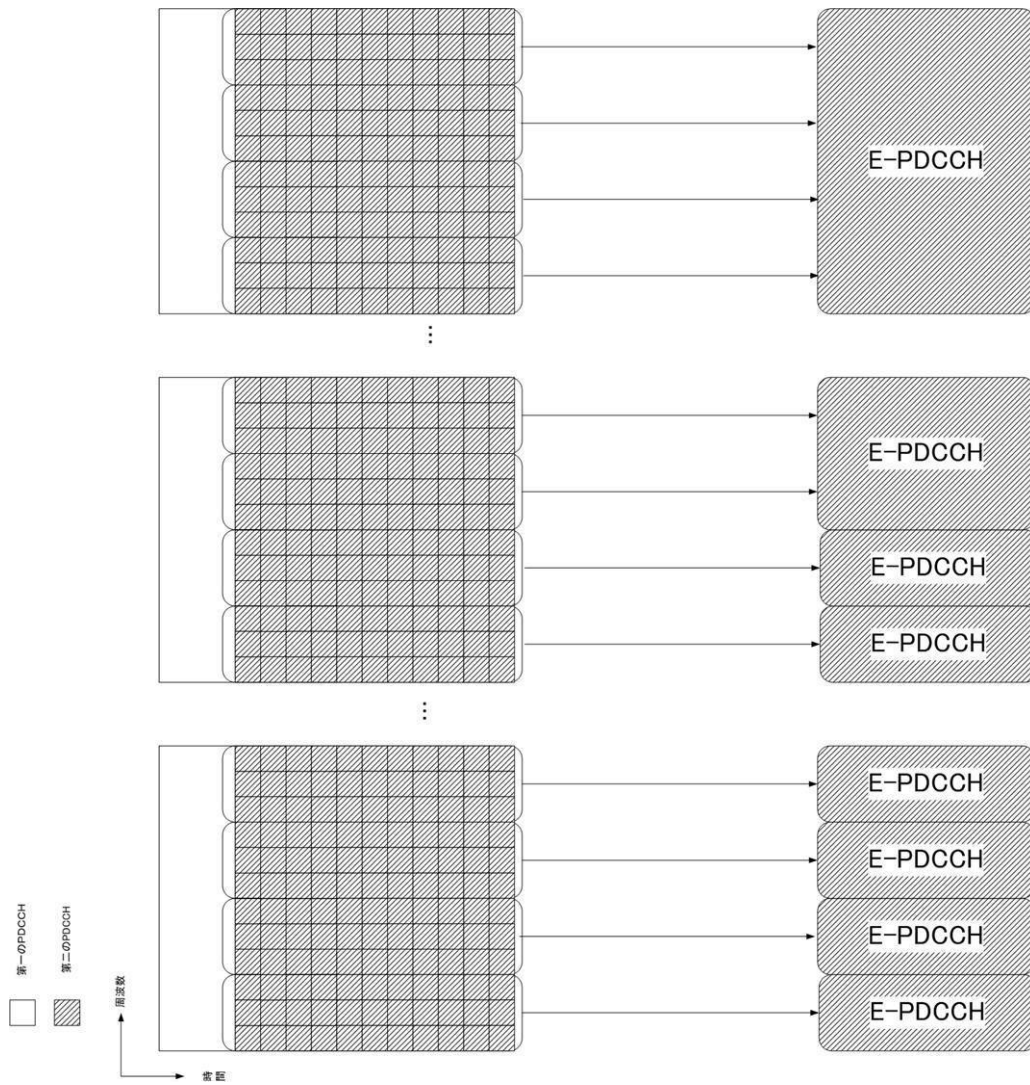 E-PDCCH
…
E-PDCCH
E-PDCCH
E-PDCCH
…
E-PDCCH
E-PDCCH
E-PDCCH
E-PDCCH
第一のPDCCH
第二のPDCCH
周波数
時間